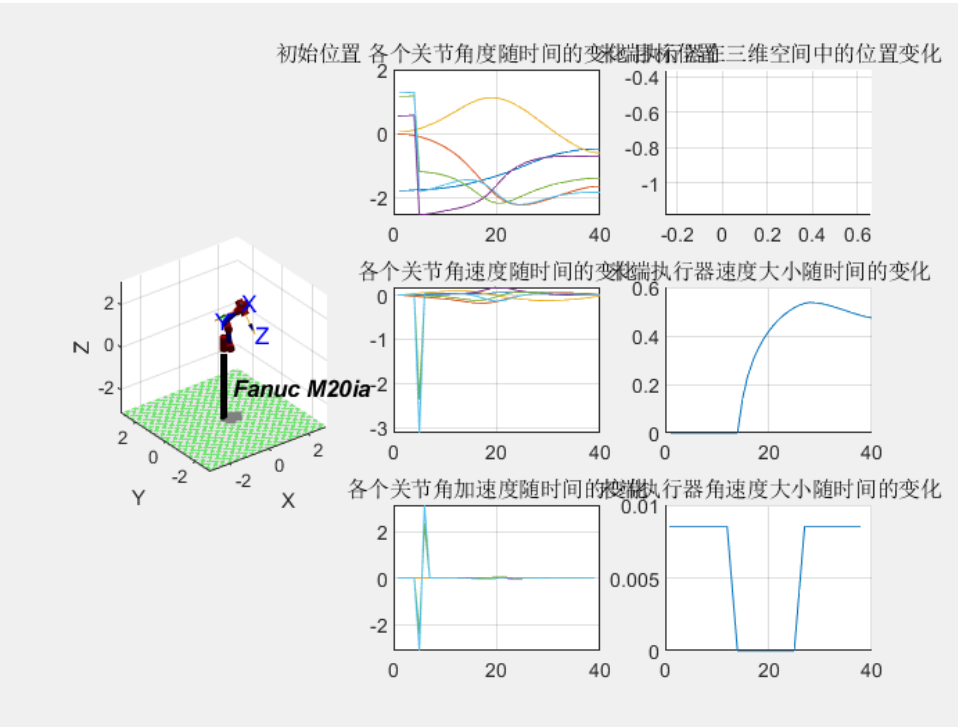 初始位置 各个关节角度随时间的变化
末端执行器在三维空间中的位置变化
2
0
-2
0 20 40
-0.4
-0.6
-0.8
-1
-0.2 0 0.2 0.4 0.6
各个关节角速度随时间的变化
末端执行器速度大小随时间的变化
0
-1
-2
-3
0 20 40
0.6
0.4
0.2
0
0 20 40
各个关节角加速度随时间的变化
末端执行器角速度大小随时间的变化
2
0
-2
0 20 40
0.01
0.005
0
0 20 40
Z
2
0
-2
X
Y
Z
Fanuc M20ia
2
0
-2
Y
-2
0
2
X